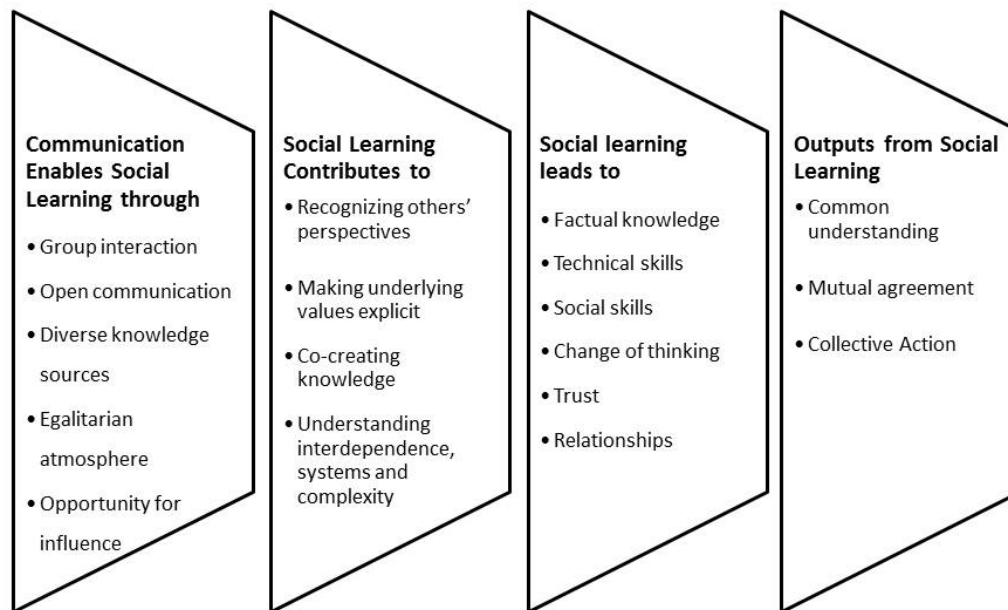 Communication
Enables Social
Learning through
• Group interaction
• Open communication
• Diverse knowledge
sources
• Egalitarian
atmosphere
• Opportunity for
influence
Social Learning
Contributes to
• Recognizing others’
perspectives
• Making underlying
values explicit
• Co-creating
knowledge
• Understanding
interdependence,
systems and
complexity
Social learning
leads to
• Factual knowledge
• Technical skills
• Social skills
• Change of thinking
• Trust
• Relationships
Outputs from Social
Learning
• Common
understanding
• Mutual agreement
• Collective Action